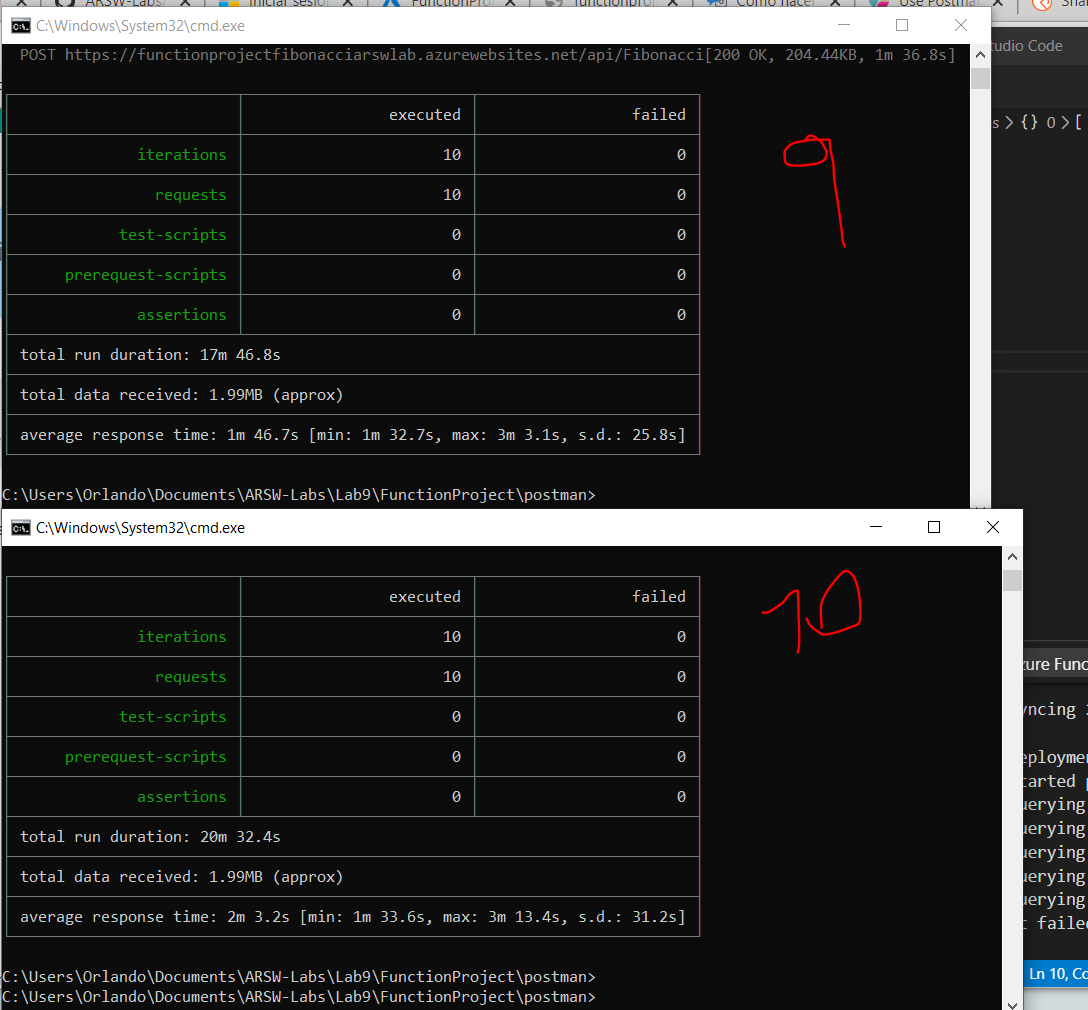 ARSW-Labs/
Iniciar sesió
FunctionPro
functionpro
Como hacer
Use Postma
C:\Windows\System32\cmd.exe
tudio Code
POST https://functionprojectfibonacciarswlab.azurewebsites.net/api/Fibonacci[200 OK, 204.44KB, 1m 36.8s]
executed failed
s > {} 0 > [
iterations 10 0
9
requests 10 0
test-scripts 0 0
prerequest-scripts 0 0
assertions 0 0
total run duration: 17m 46.8s
total data received: 1.99MB (approx)
average response time: 1m 46.7s [min: 1m 32.7s, max: 3m 3.1s, s.d.: 25.8s]
C:\Users\Orlando\Documents\ARSW-Labs\Lab9\FunctionProject\postman>
C:\Windows\System32\cmd.exe
executed failed
10
iterations 10 0
requests 10 0
zure Func
test-scripts 0 0
yncing
prerequest-scripts 0 0
eploymen
tarted p
assertions 0 0
uerying
uerying
total run duration: 20m 32.4s
uerying
total data received: 1.99MB (approx)
uerying
uerying
average response time: 2m 3.2s [min: 1m 33.6s, max: 3m 13.4s, s.d.: 31.2s]
t failed
C:\Users\Orlando\Documents\ARSW-Labs\Lab9\FunctionProject\postman>
Ln 10, Co
C:\Users\Orlando\Documents\ARSW-Labs\Lab9\FunctionProject\postman>